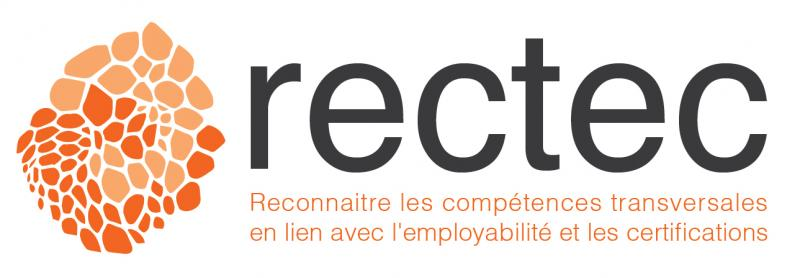 rectec
Reconnaitre les compétences transversales
en lien avec l'employabilité et les certifications